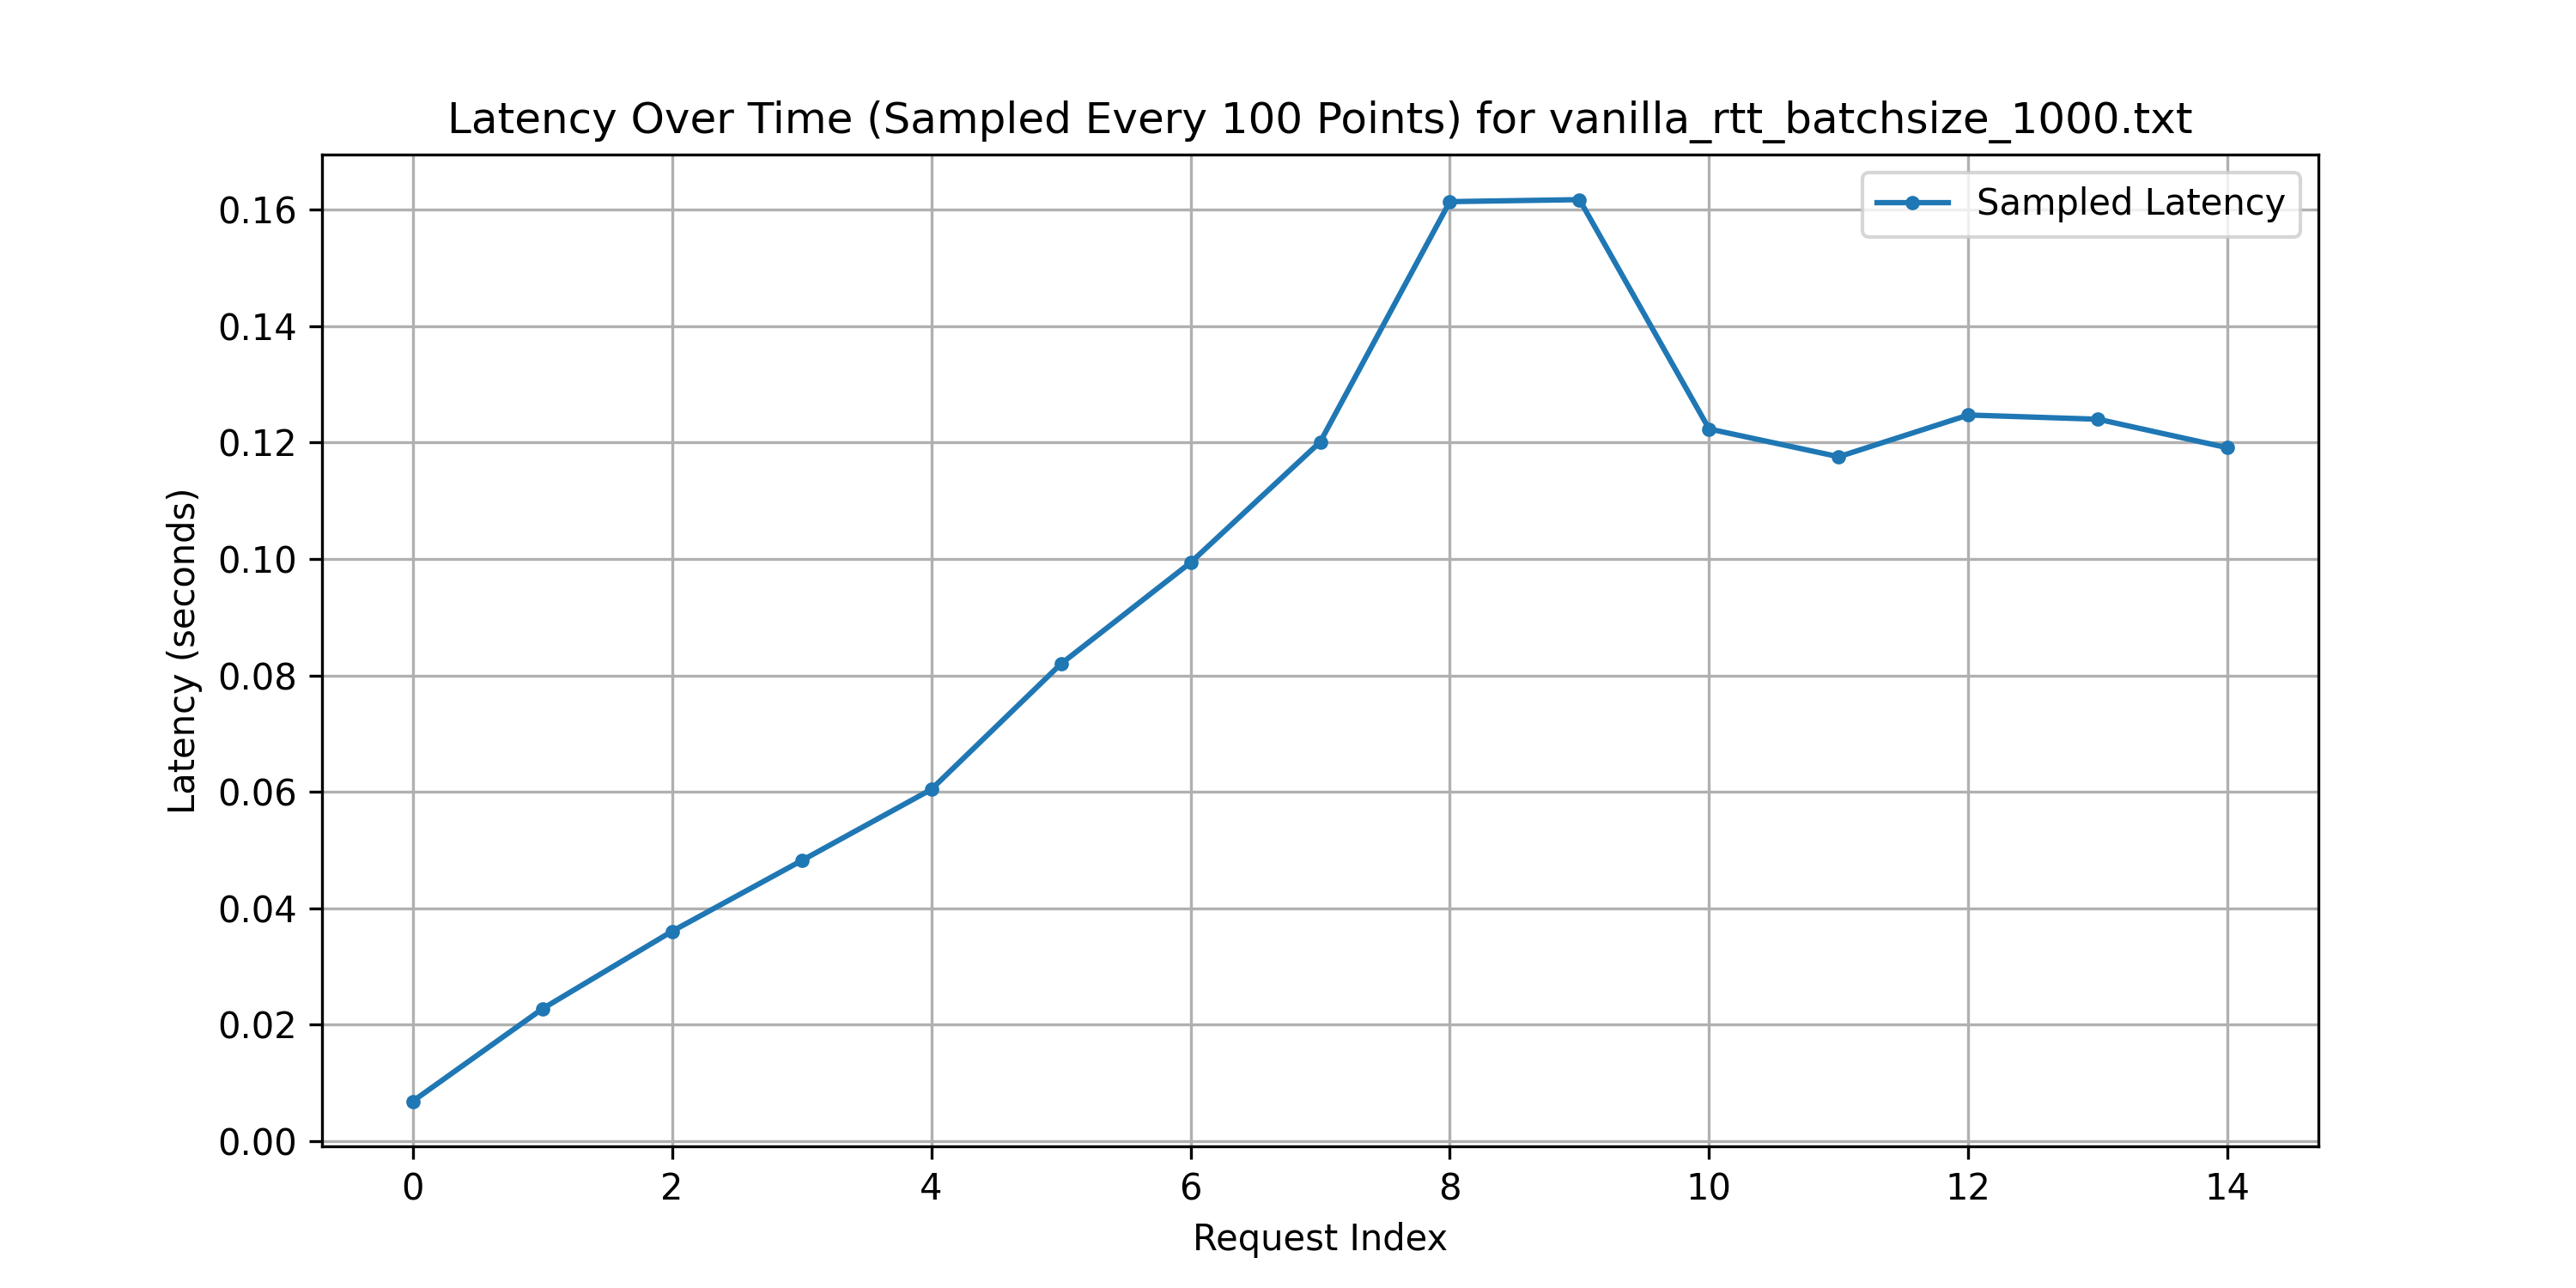 Latency Over Time (Sampled Every 100 Points) for vanilla_rtt_batchsize_1000.txt
Sampled Latency
Latency (seconds)
0.16
0.14
0.12
0.10
0.08
0.06
0.04
0.02
0.00
0 2 4 6 8 10 12 14
Request Index